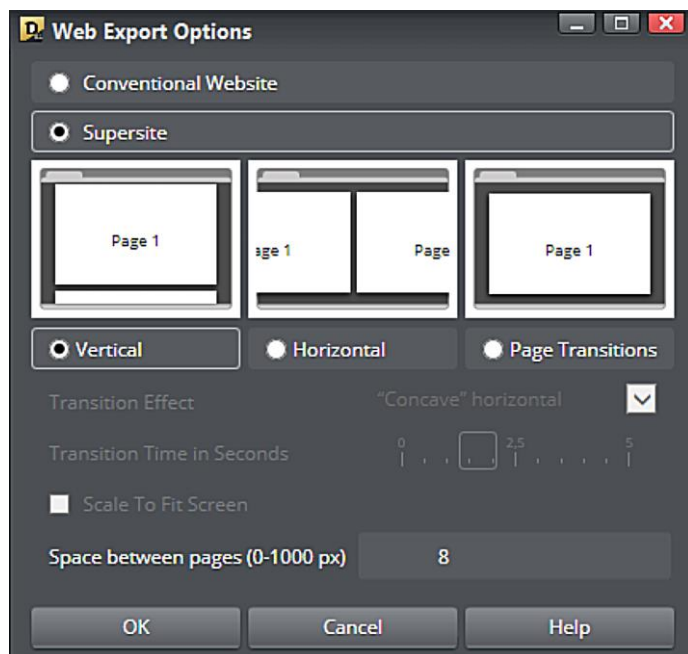 Web Export Options
Conventional Website
Supersite
Page 1
age 1 Page
Page 1
Vertical Horizontal Page Transitions
Transition Effect "Concave" horizontal
Transition Time in Seconds 0 2,5 5
Scale To Fit Screen
Space between pages (0-1000 px) 8
OK Cancel Help